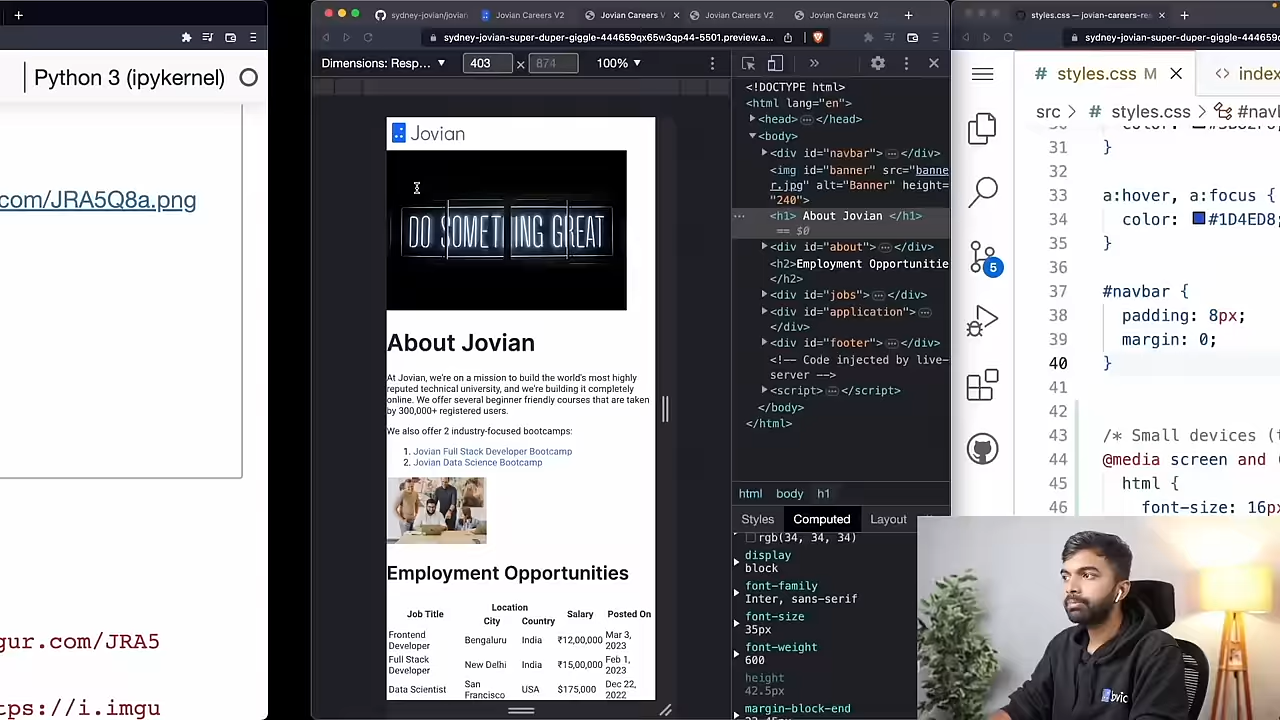 Python 3 (ipykernel)
com/JRA5Q8a.png
gur.com/JRA5
tps://i.imgu
sydney-jovian/jovian
Jovian Careers V2
Jovian Careers V
Jovian Careers V2
Jovian Careers V2
sydney-jovian-super-duper-giggle-444659qx65w3qp44-5501.preview.a...
Dimensions: Resp...
403
×
874
100%
Jovian
DO SOMETHING GREAT
About Jovian
At Jovian, we're on a mission to build the world's most highly
reputed technical university, and we're building it completely
online. We offer several beginner friendly courses that are taken
by 300,000+ registered users.
We also offer 2 industry-focused bootcamps:
1. Jovian Full Stack Developer Bootcamp
2. Jovian Data Science Bootcamp
Employment Opportunities
Job Title
Location
Salary
Posted On
City
Country
Frontend
Developer
Bengaluru
India
₹12,00,000
Mar 3,
2023
Full Stack
Developer
New Delhi
India
₹15,00,000
Feb 1,
2023
Data Scientist
San
Francisco
USA
$175,000
Dec 22,
2022
<!DOCTYPE html>
<html lang="en">
<head> </head>
<body>
<div id="navbar"> </div>
<img id="banner" src="banne
r.jpg" alt="Banner" height=
"240">
<h1> About Jovian </h1>
== $0
<div id="about"> </div>
<h2>Employment Opportunitie
</h2>
<div id="jobs"> </div>
<div id="application">
</div>
<div id="footer"> </div>
<!-- Code injected by live-
server -->
<script> </script>
</body>
</html>
html body h1
Styles Computed Layout
rgb(34, 34, 34)
display
block
font-family
Inter, sans-serif
font-size
35px
font-weight
600
height
42.5px
margin-block-end
styles.css — jovian-careers-re
sydney-jovian-super-duper-giggle-444659
# styles.css M
<> index
src > # styles.css > #nav
31 }
32
33 a:hover, a:focus {
34 color: #1D4ED8;
35 }
36
37 #navbar {
38 padding: 8px;
39 margin: 0;
40 }
41
42
43 /* Small devices (
44 @media screen and (
45 html {
46 font-size: 16px
5